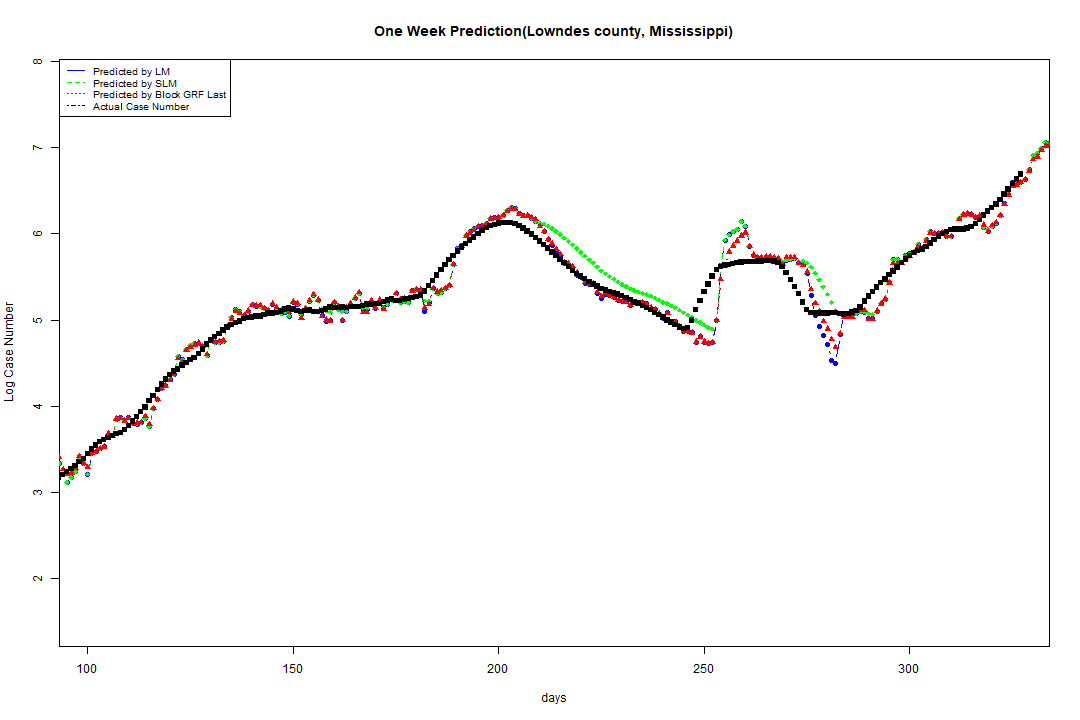 One Week Prediction(Lowndes county, Mississippi)
Predicted by LM
Predicted by SLM
Predicted by Block GRF Last
Actual Case Number
8
7
6
5
4
3
2
Log Case Number
100 150 200 250 300
days